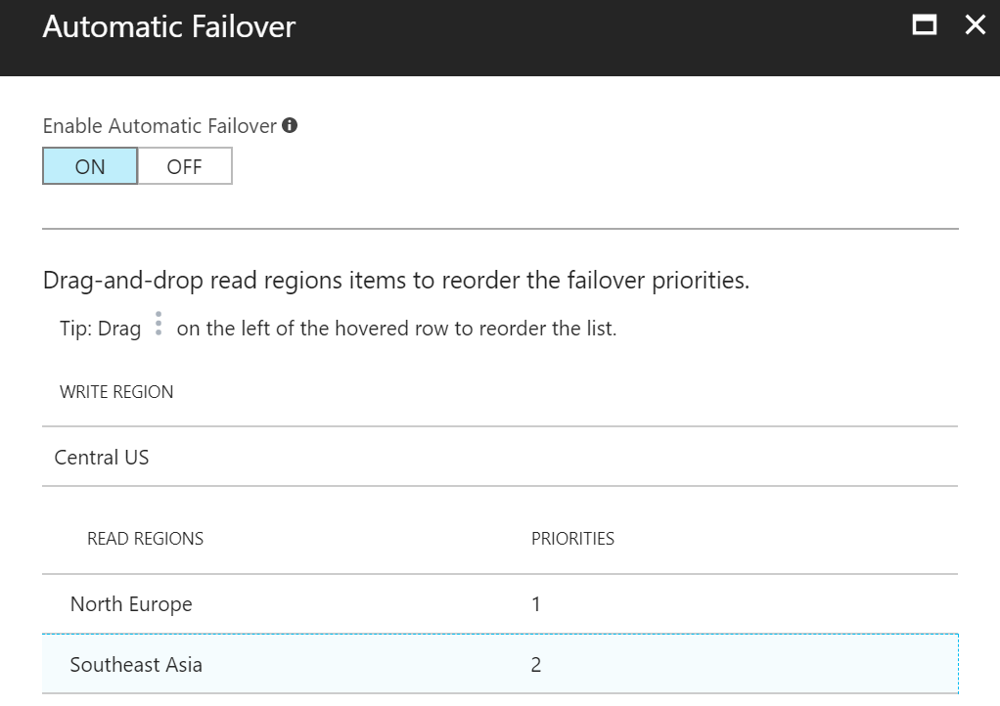 Automatic Failover
Enable Automatic Failover
ON OFF
Drag-and-drop read regions items to reorder the failover priorities.
Tip: Drag on the left of the hovered row to reorder the list.
WRITE REGION
Central US
READ REGIONS PRIORITIES
North Europe 1
Southeast Asia 2